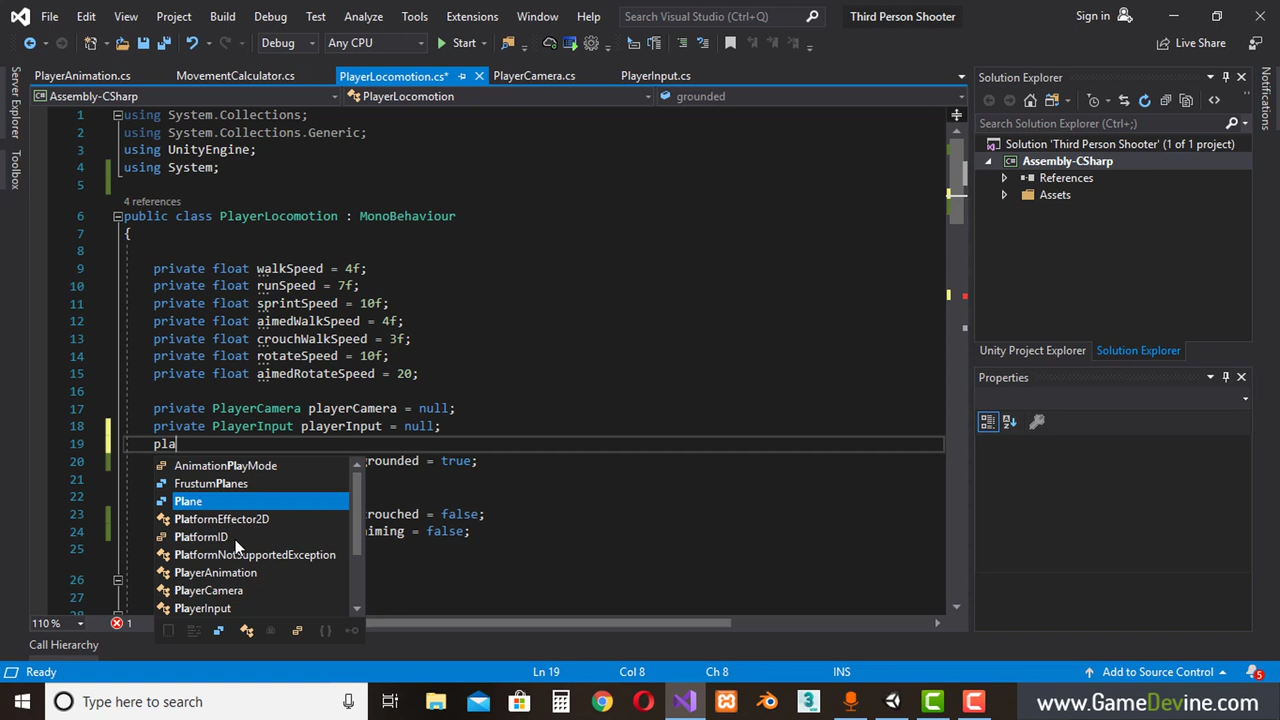 File Edit View Project Build Debug Test Analyze Tools Extensions Window Help Search Visual Studio (Ctrl+Q) Third Person Shooter Sign in
Debug Any CPU Start Live Share
Server Explorer
Toolbox
PlayerAnimation.cs MovementCalculator.cs PlayerLocomotion.cs* PlayerCamera.cs PlayerInput.cs
Assembly-CSharp PlayerLocomotion grounded
1 using System.Collections;
2 using System.Collections.Generic;
3 using UnityEngine;
4 using System;
5
4 references
6 public class PlayerLocomotion : MonoBehaviour
7 {
8
9 private float walkSpeed = 4f;
10 private float runSpeed = 7f;
11 private float sprintSpeed = 10f;
12 private float aimedWalkSpeed = 4f;
13 private float crouchWalkSpeed = 3f;
14 private float rotateSpeed = 10f;
15 private float aimedRotateSpeed = 20;
16
17 private PlayerCamera playerCamera = null;
18 private PlayerInput playerInput = null;
19 pla
20 grounded = true;
21
22
23 crouched = false;
24 iming = false;
25
26
27
AnimationPlayMode
FrustumPlanes
Plane
PlatformEffector2D
PlatformID
PlatformNotSupportedException
PlayerAnimation
PlayerCamera
PlayerInput
110 % 1
Call Hierarchy
Solution Explorer
Search Solution Explorer (Ctrl+;)
Solution 'Third Person Shooter' (1 of 1 project)
Assembly-CSharp
References
Assets
Unity Project Explorer Solution Explorer
Properties
Notifications
Ready Ln 19 Col 8 Ch 8 INS Add to Source Control 5
Type here to search
www.GameDevine.com